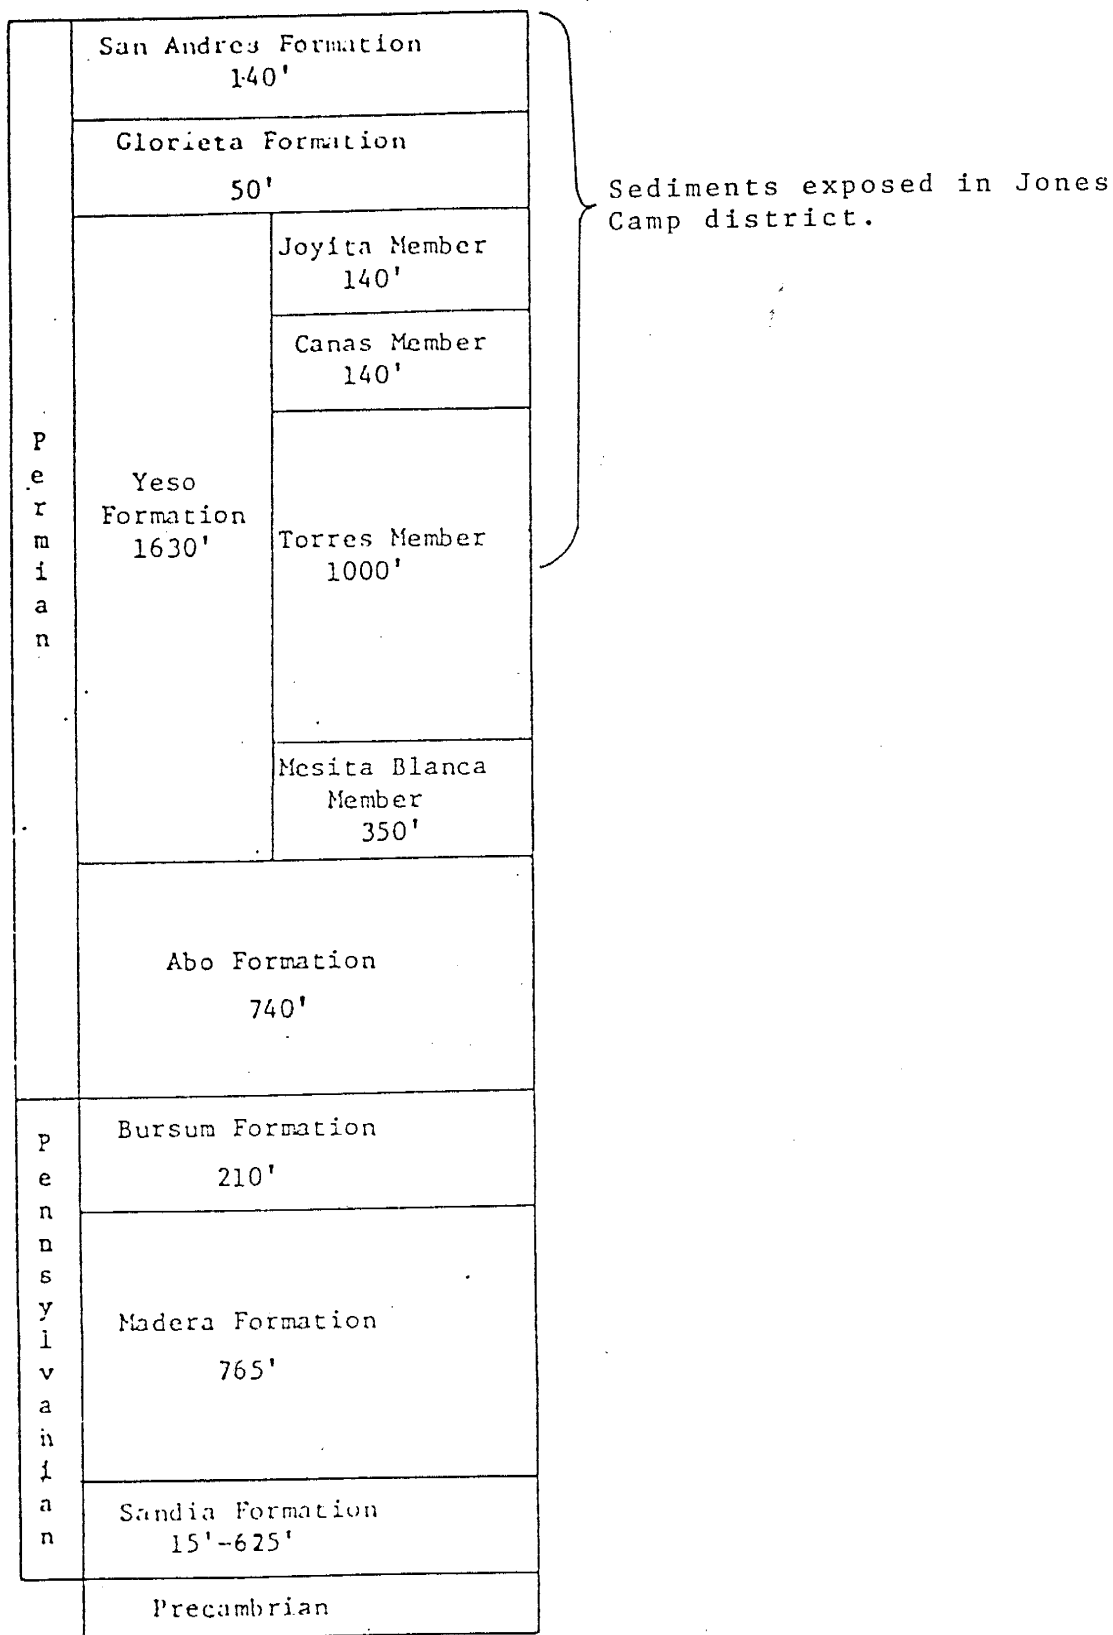 San Andres Formation
140'
Glorieta Formation
50'
Sediments exposed in Jones
Camp district.
Joyita Member
140'
Canas Member
140'
Permian
Yeso
Formation
1630'
Torres Member
1000'
Mesita Blanca
Member
350'
Abo Formation
740'
Pennsylvanian
Bursum Formation
210'
Madera Formation
765'
Sandia Formation
15'-625'
Precambrian